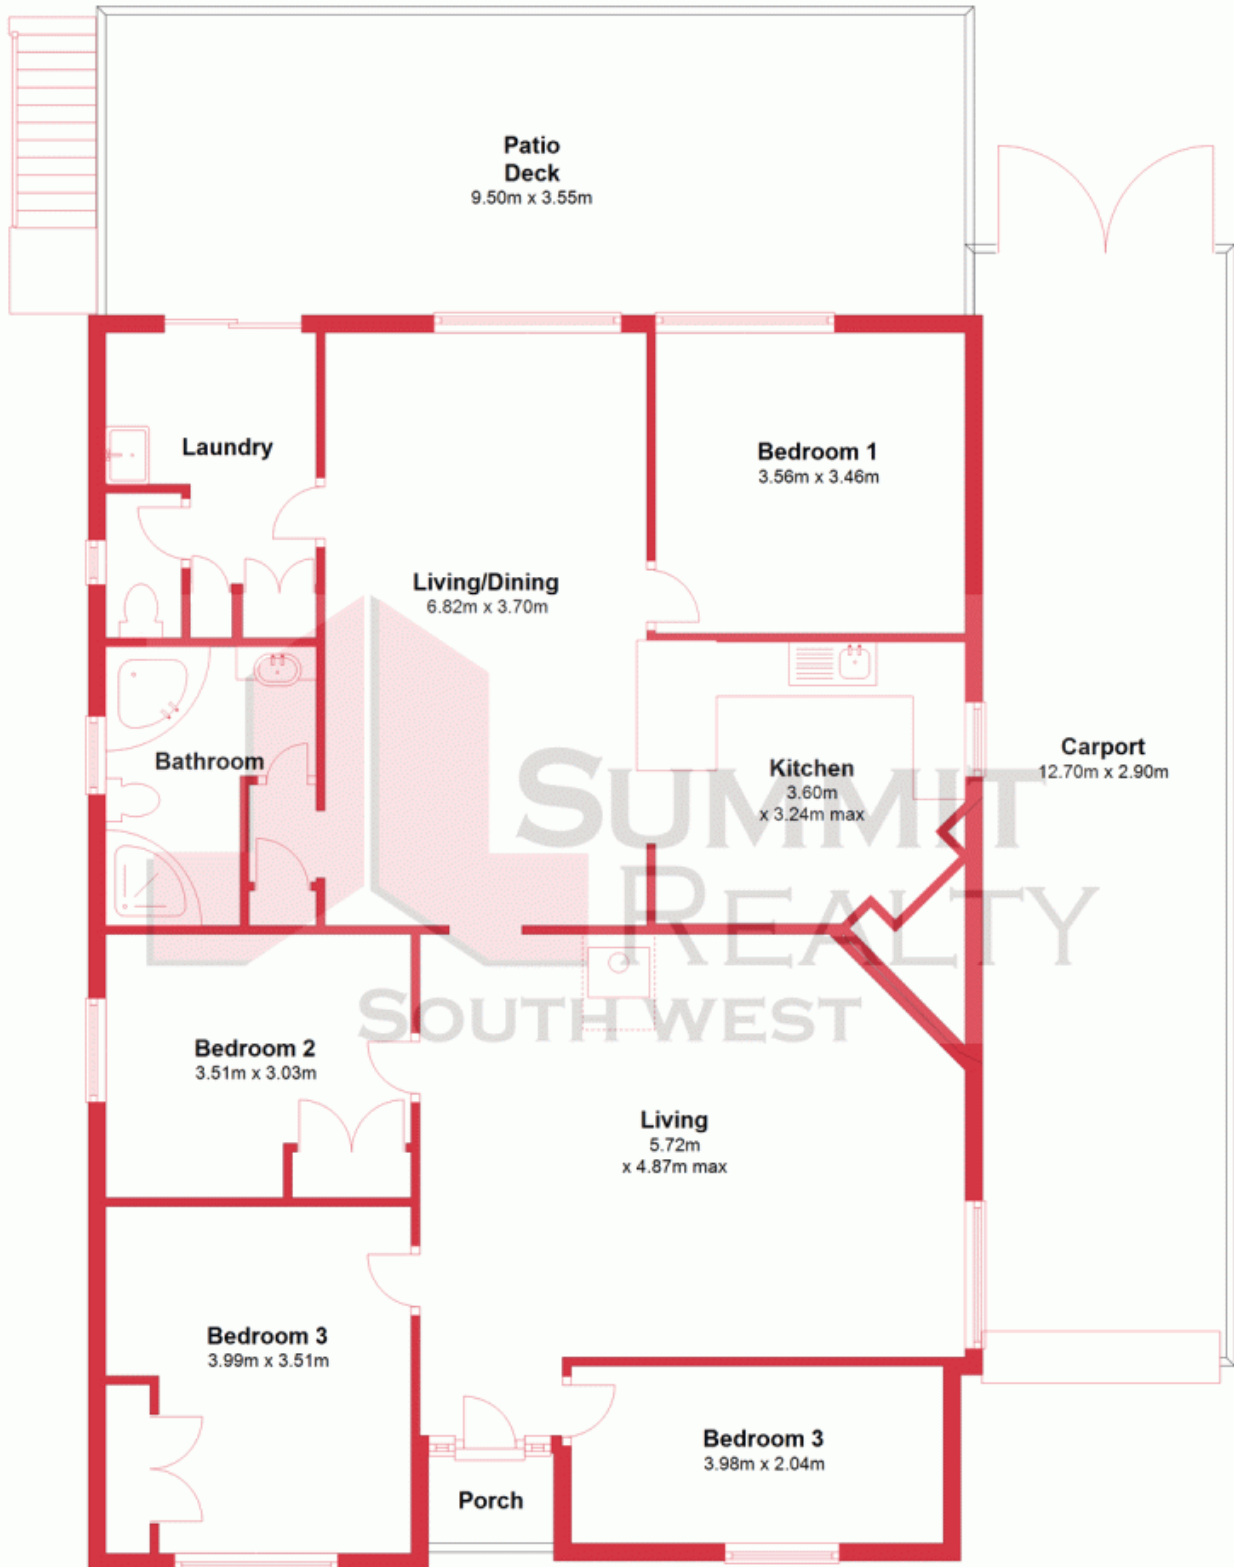 Patio
Deck
9.50m x 3.55m
Laundry
Bedroom 1
3.56m x 3.46m
Living/Dining
6.82m x 3.70m
Bathroom
Kitchen
3.60m
x 3.24m max
Carport
12.70m x 2.90m
SUMMIT
REALTY
SOUTH WEST
Bedroom 2
3.51m x 3.03m
Living
5.72m
x 4.87m max
Bedroom 3
3.99m x 3.51m
Bedroom 3
3.98m x 2.04m
Porch